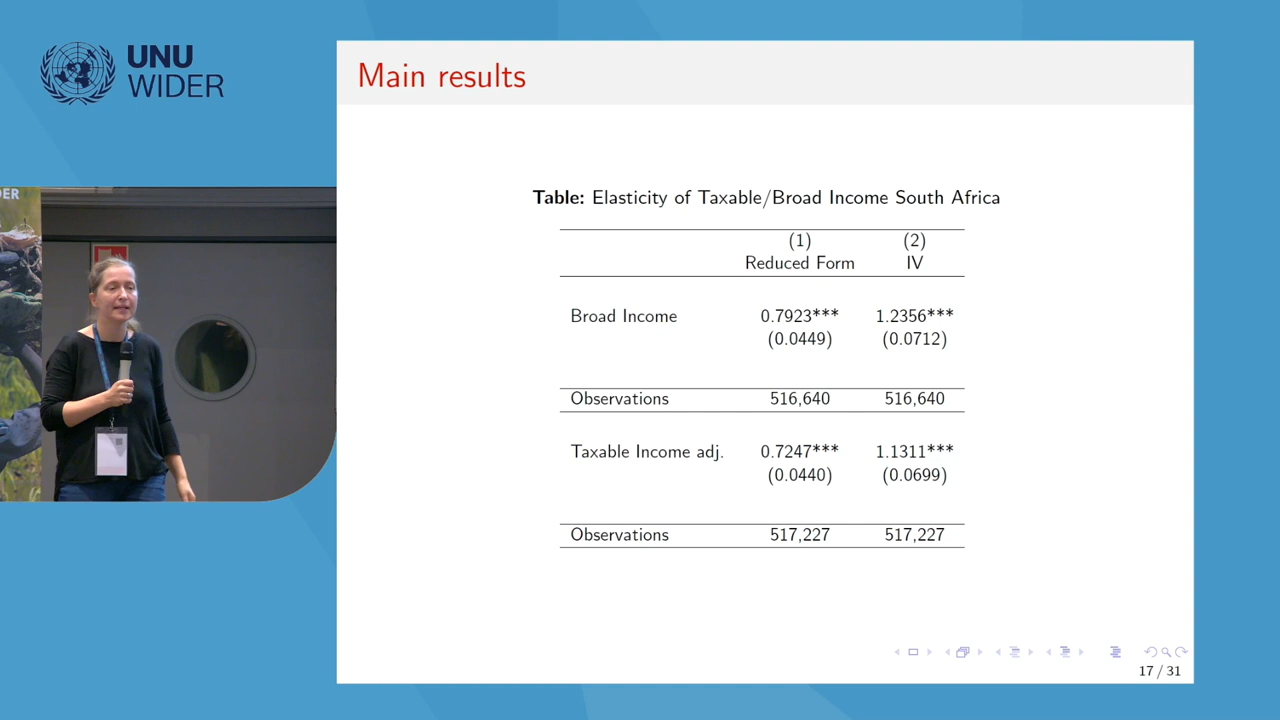 UNU
WIDER
DER
Main results
Table: Elasticity of Taxable/Broad Income South Africa
(1) (2)
Reduced Form IV
Broad Income 0.7923*** 1.2356***
(0.0449) (0.0712)
Observations 516,640 516,640
Taxable Income adj. 0.7247*** 1.1311***
(0.0440) (0.0699)
Observations 517,227 517,227
17 / 31